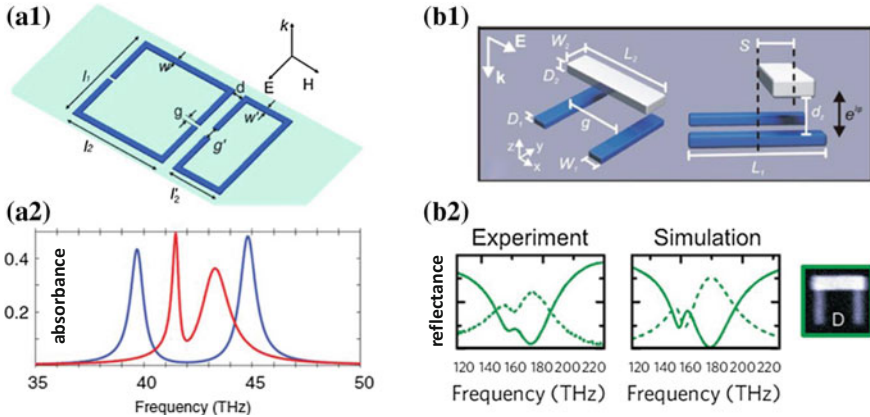 (a1)
k
E
H
l₁
w
d
g
w'
g'
l₂
l₂'
(b1)
E
k
W₂
L₂
D₂
D₁
g
W₁
z
y
x
S
d_z
e^{iφ}
L₁
(a2)
absorbance
0.4
0.2
35 40 45 50
Frequency (THz)
(b2)
Experiment Simulation
reflectance
120 140 160 180 200 220 120 140 160 180 200 220
Frequency (THz) Frequency (THz)
D